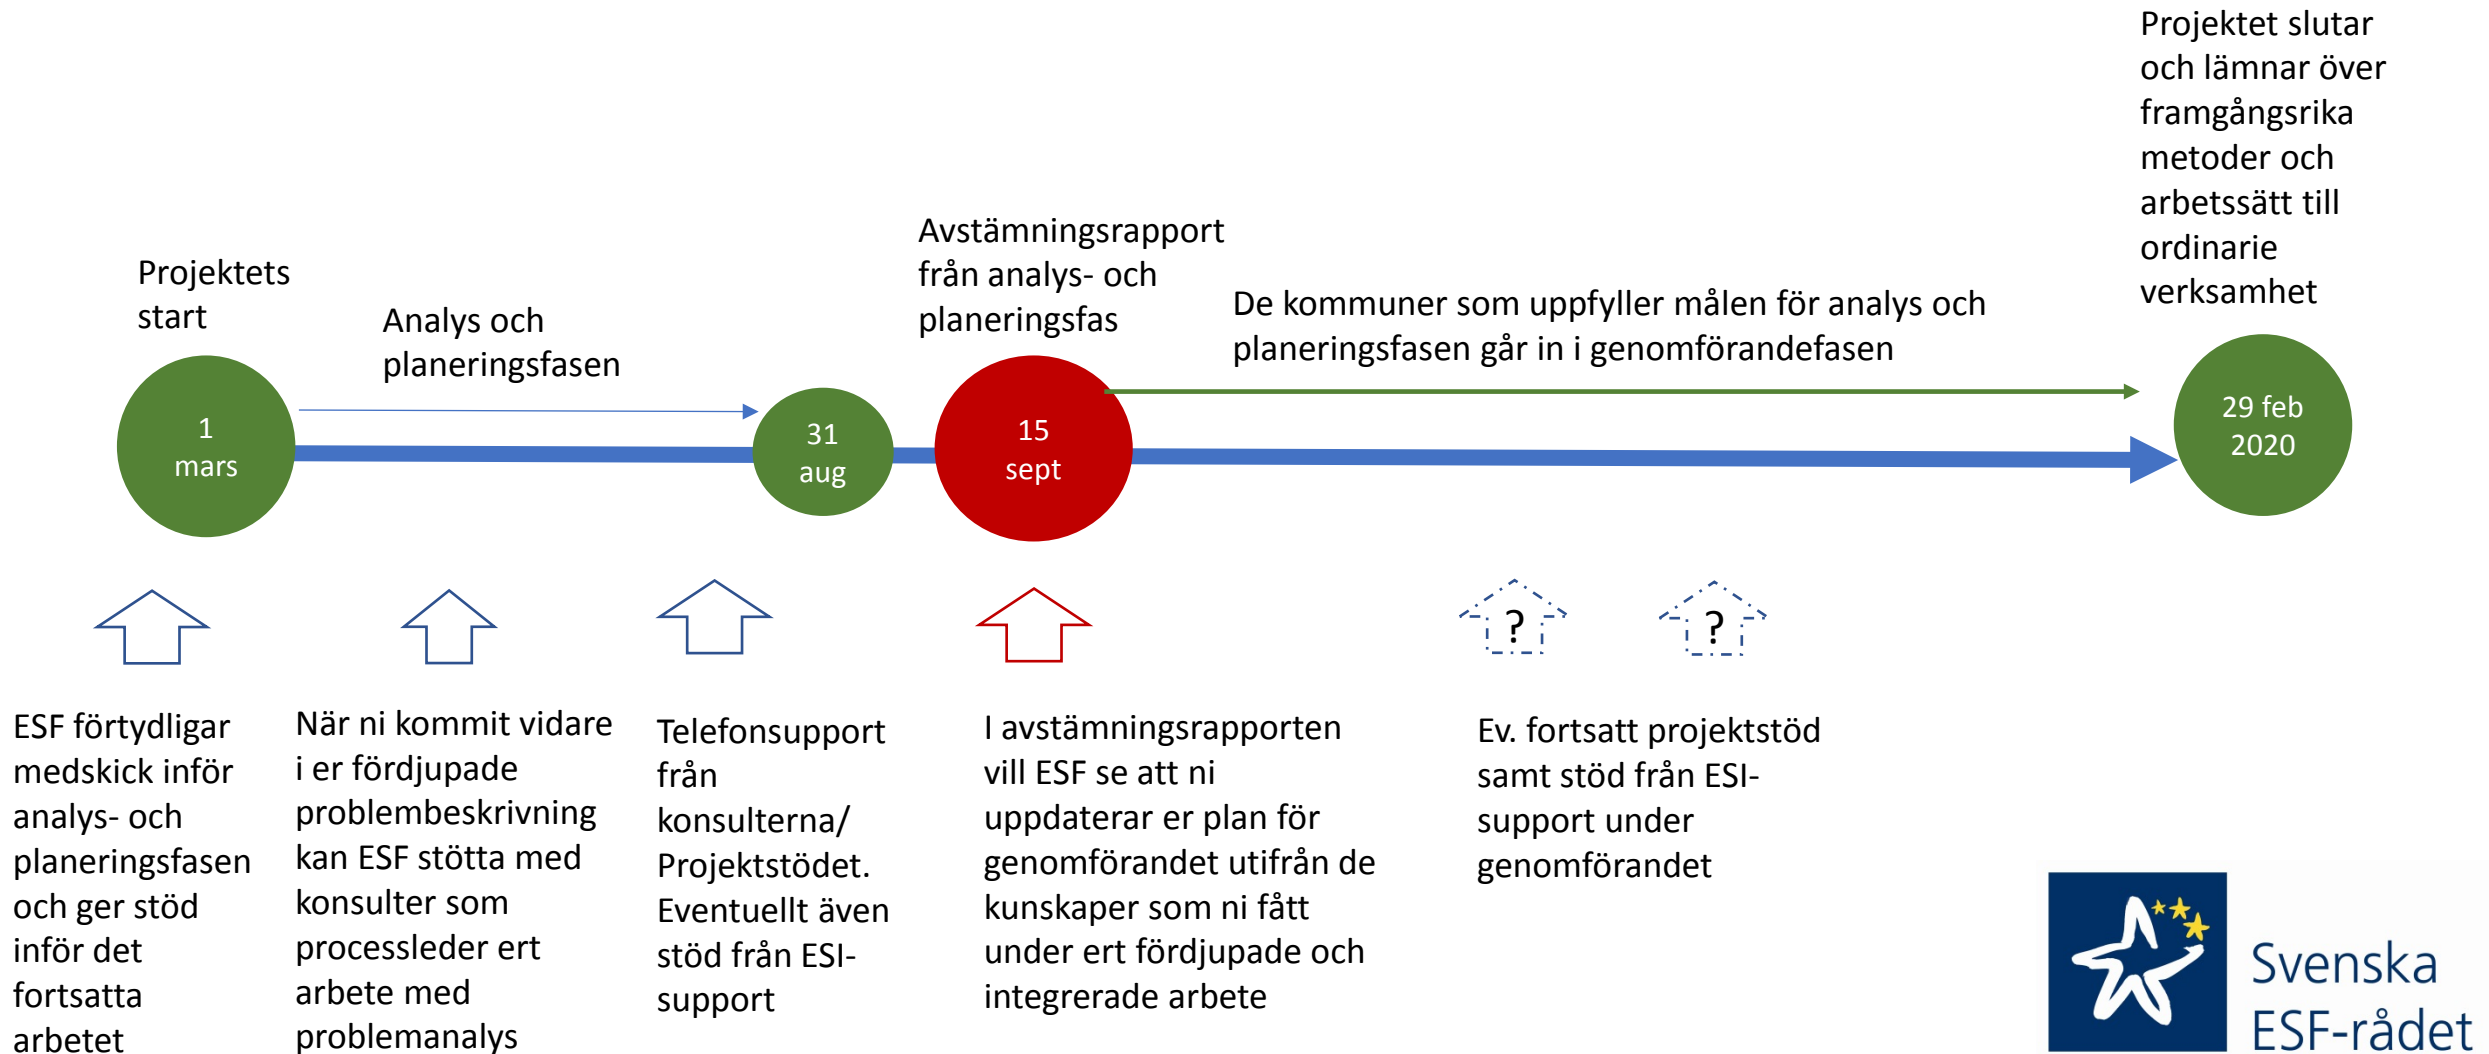 Projektet slutar
och lämnar över
framgångsrika
metoder och
arbetssätt till
ordinarie
verksamhet
Avstämningsrapport
från analys- och
planeringsfas
Projektets
start
Analys och
planeringsfasen
De kommuner som uppfyller målen för analys och
planeringsfasen går in i genomförandefasen
1
mars
31
aug
15
sept
29 feb
2020
?
?
ESF förtydligar
medskick inför
analys- och
planeringsfasen
och ger stöd
inför det
fortsatta
arbetet
När ni kommit vidare
i er fördjupade
problembeskrivning
kan ESF stötta med
konsulter som
processleder ert
arbete med
problemanalys
Telefonsupport
från
konsulterna/
Projektstödet.
Eventuellt även
stöd från ESI-
support
I avstämningsrapporten
vill ESF se att ni
uppdaterar er plan för
genomförandet utifrån de
kunskaper som ni fått
under ert fördjupade och
integrerade arbete
Ev. fortsatt projektstöd
samt stöd från ESI-
support under
genomförandet
Svenska
ESF-rådet